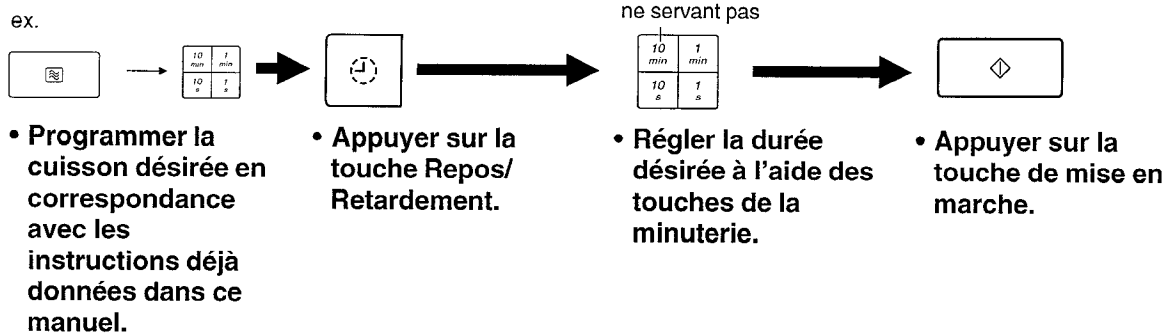 ex.
ne servant pas
10 min 1 min
10 s 1 s
10 min 1 min
10 s 1 s
• Programmer la
cuisson désirée en
correspondance
avec les
instructions déjà
données dans ce
manuel.
• Appuyer sur la
touche Repos/
Retardement.
• Régler la durée
désirée à l'aide des
touches de la
minuterie.
• Appuyer sur la
touche de mise en
marche.